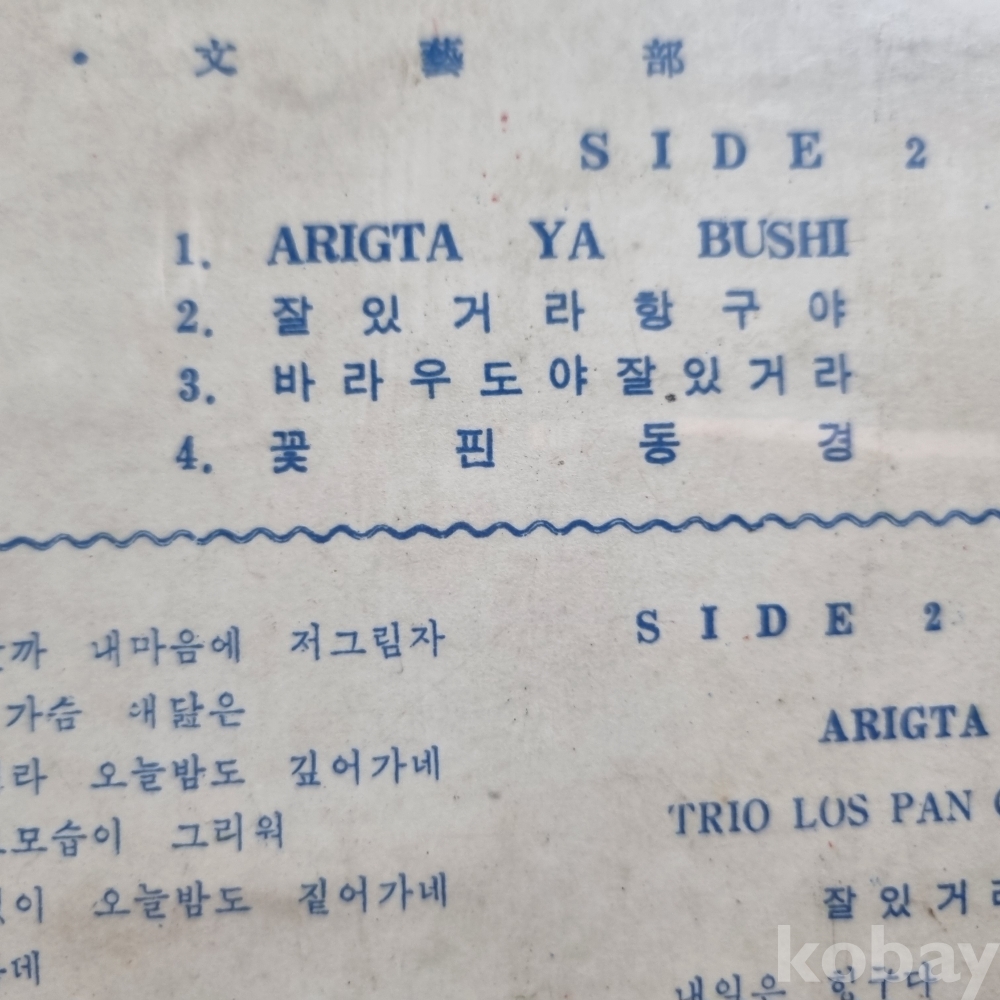 • 文 藝 部
SIDE 2
1. ARIGTA YA BUSHI
2. 잘있거라항구야
3. 바라우도야잘있거라
4. 꽃 핀 동 경
내마음에 저그림자
가슴 애닯은
오늘밤도 깊어가네
그리워
오늘밤도 짙어가네
SIDE 2
ARIGTA
TRIO LOS PAN
잘있거
kobay